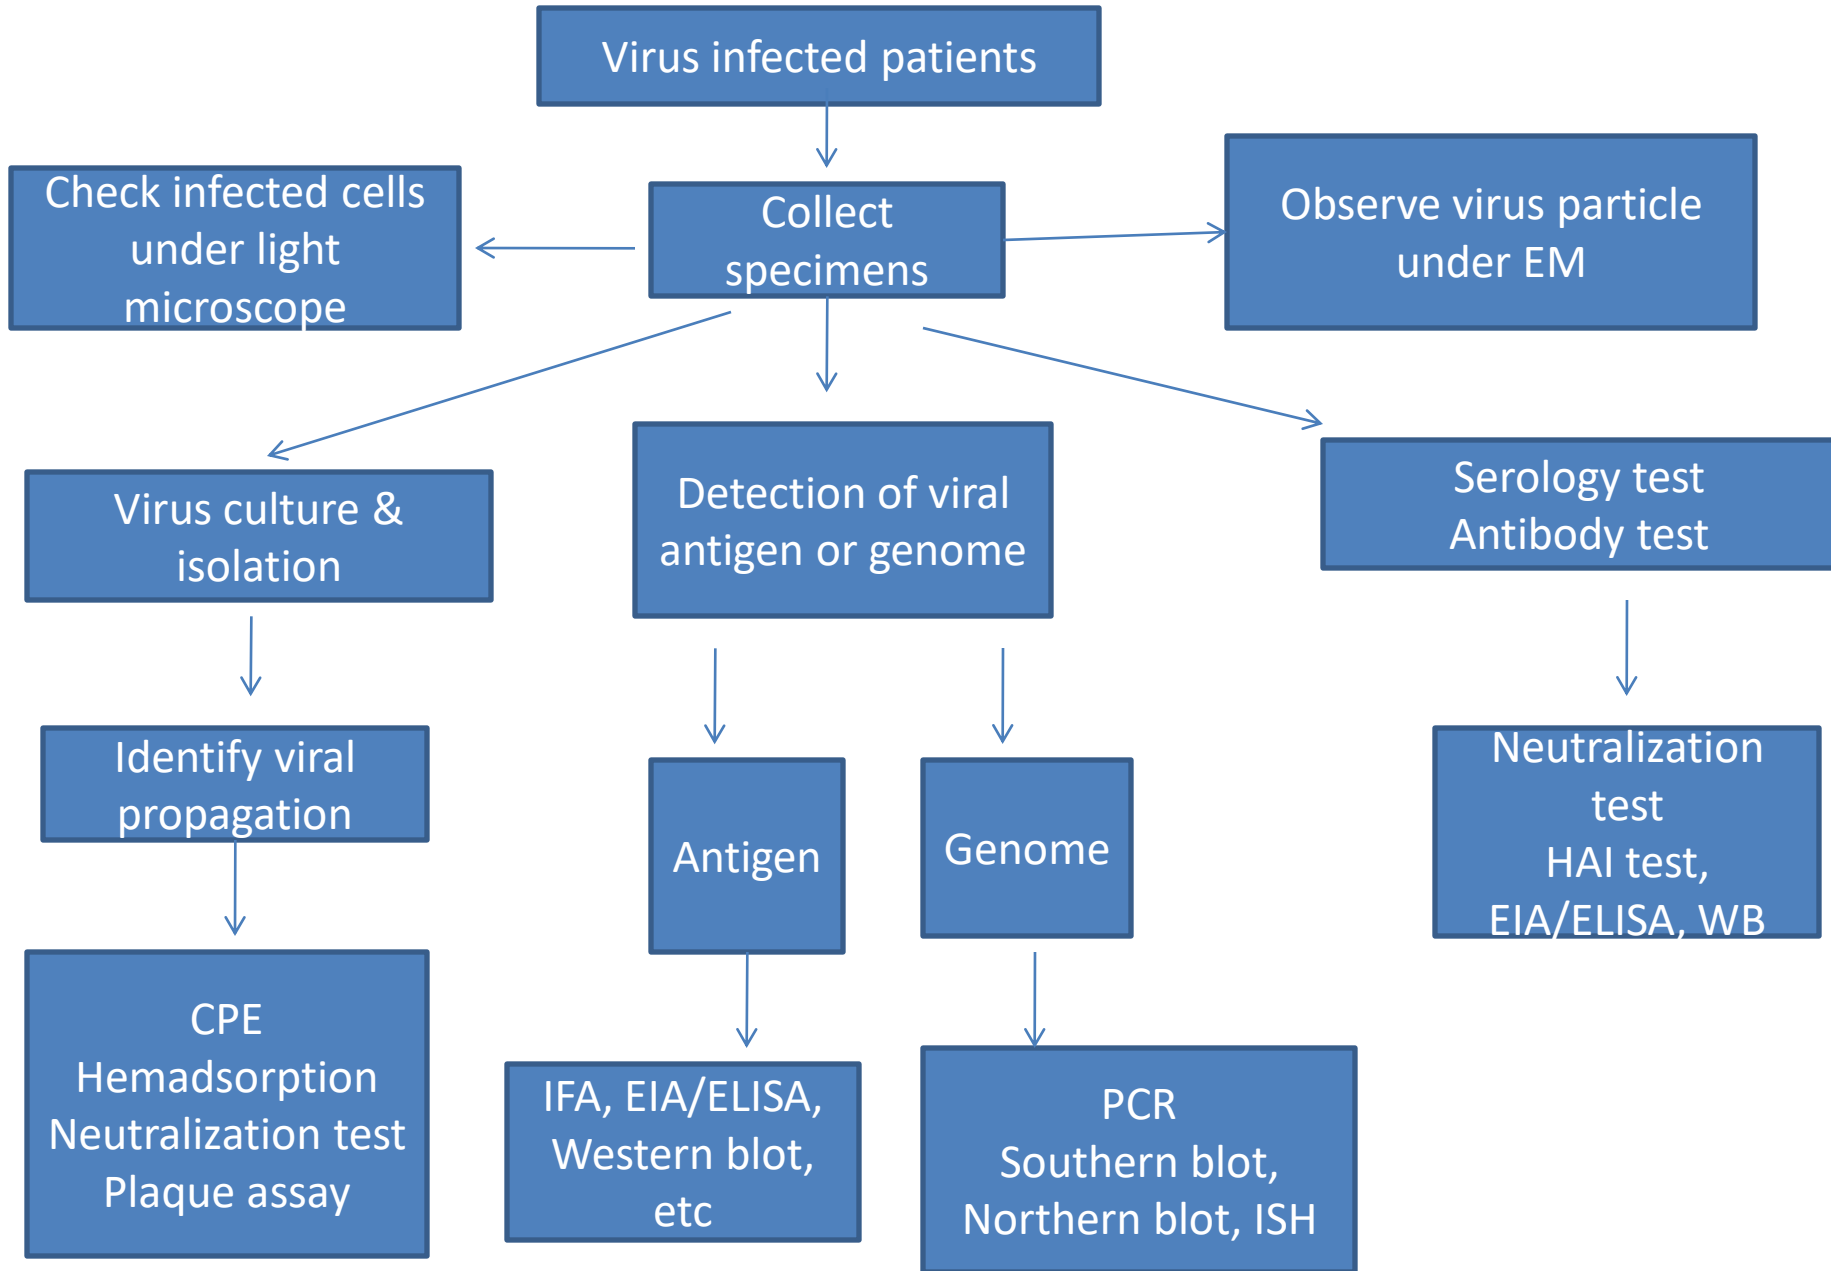 Virus infected patients
Check infected cells
under light
microscope
Collect
specimens
Observe virus particle
under EM
Virus culture &
isolation
Detection of viral
antigen or genome
Serology test
Antibody test
Identify viral
propagation
Antigen
Genome
Neutralization
test
HAI test,
EIA/ELISA, WB
CPE
Hemadsorption
Neutralization test
Plaque assay
IFA, EIA/ELISA,
Western blot,
etc
PCR
Southern blot,
Northern blot, ISH